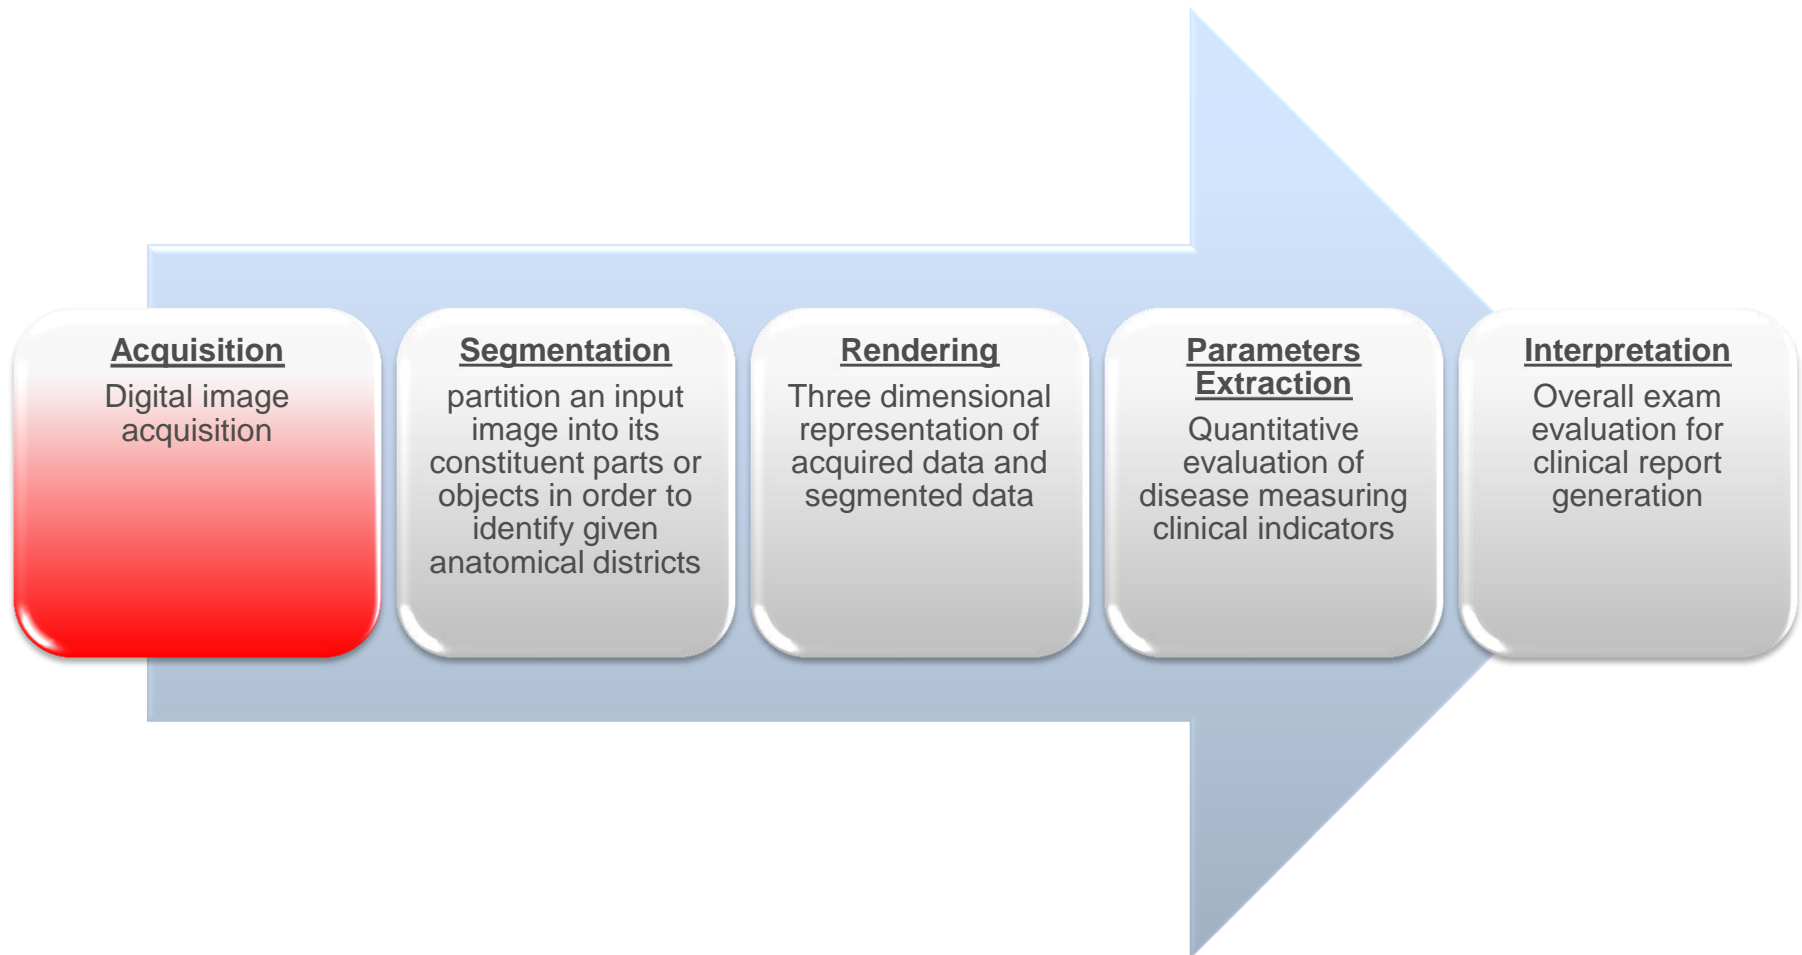 Acquisition
Digital image
acquisition
Segmentation
partition an input
image into its
constituent parts or
objects in order to
identify given
anatomical districts
Rendering
Three dimensional
representation of
acquired data and
segmented data
Parameters
Extraction
Quantitative
evaluation of
disease measuring
clinical indicators
Interpretation
Overall exam
evaluation for
clinical report
generation